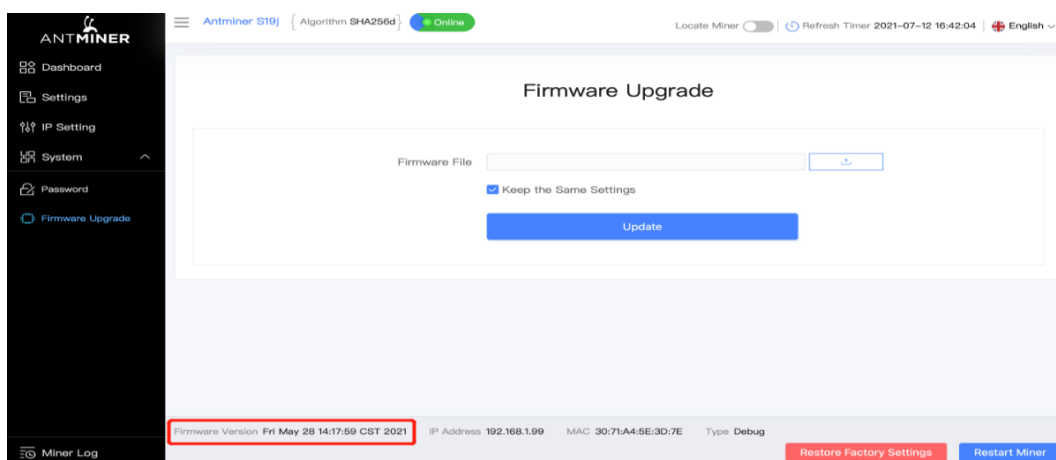 ANTMINER
Antminer S19j { Algorithm SHA256d } Online
Locate Miner Refresh Timer 2021-07-12 16:42:04 English
Dashboard
Settings
IP Setting
System
Password
Firmware Upgrade
Firmware Upgrade
Firmware File
Keep the Same Settings
Update
Firmware Version Fri May 28 14:17:59 CST 2021 IP Address 192.168.1.99 MAC 30:71:A4:5E:3D:7E Type Debug
Miner Log
Restore Factory Settings Restart Miner